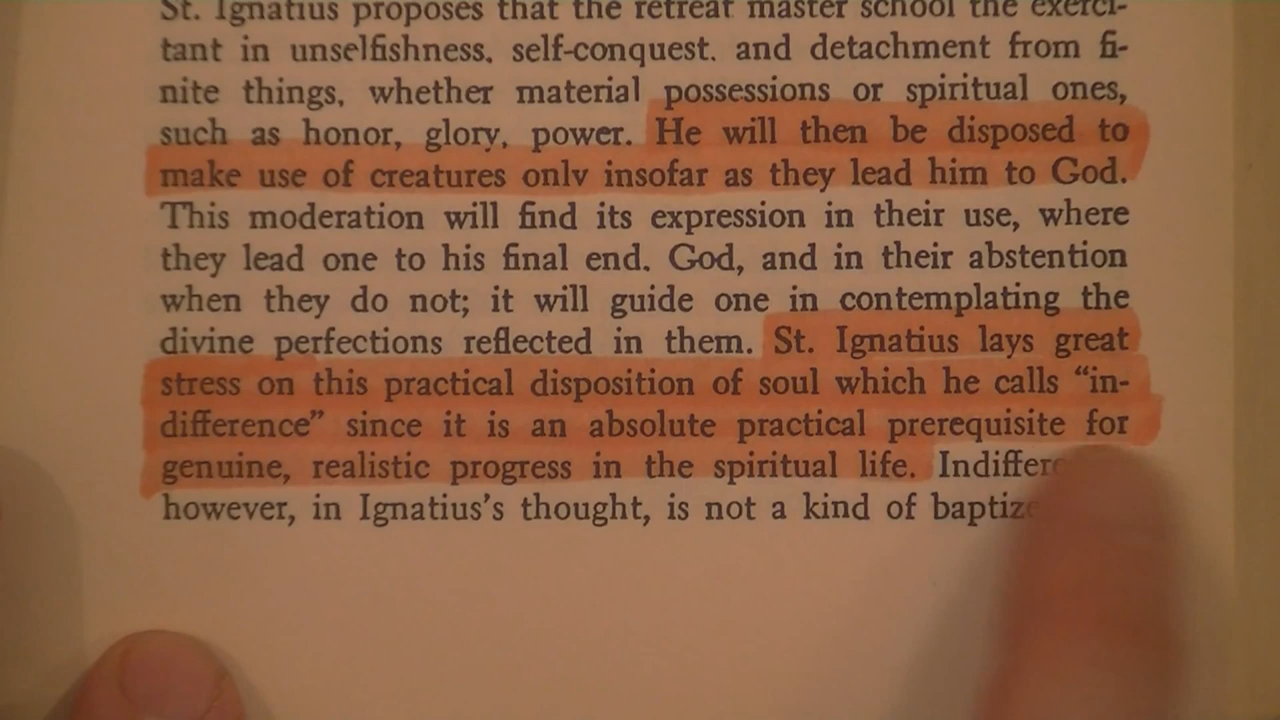 St. Ignatius proposes that the retreat master school the exerci-
tant in unselfishness, self-conquest, and detachment from fi-
nite things, whether material possessions or spiritual ones,
such as honor, glory, power. He will then be disposed to
make use of creatures only insofar as they lead him to God.
This moderation will find its expression in their use, where
they lead one to his final end, God, and in their abstention
when they do not; it will guide one in contemplating the
divine perfections reflected in them. St. Ignatius lays great
stress on this practical disposition of soul which he calls “in-
difference” since it is an absolute practical prerequisite for
genuine, realistic progress in the spiritual life.
however, in Ignatius’s thought, is not a kind of